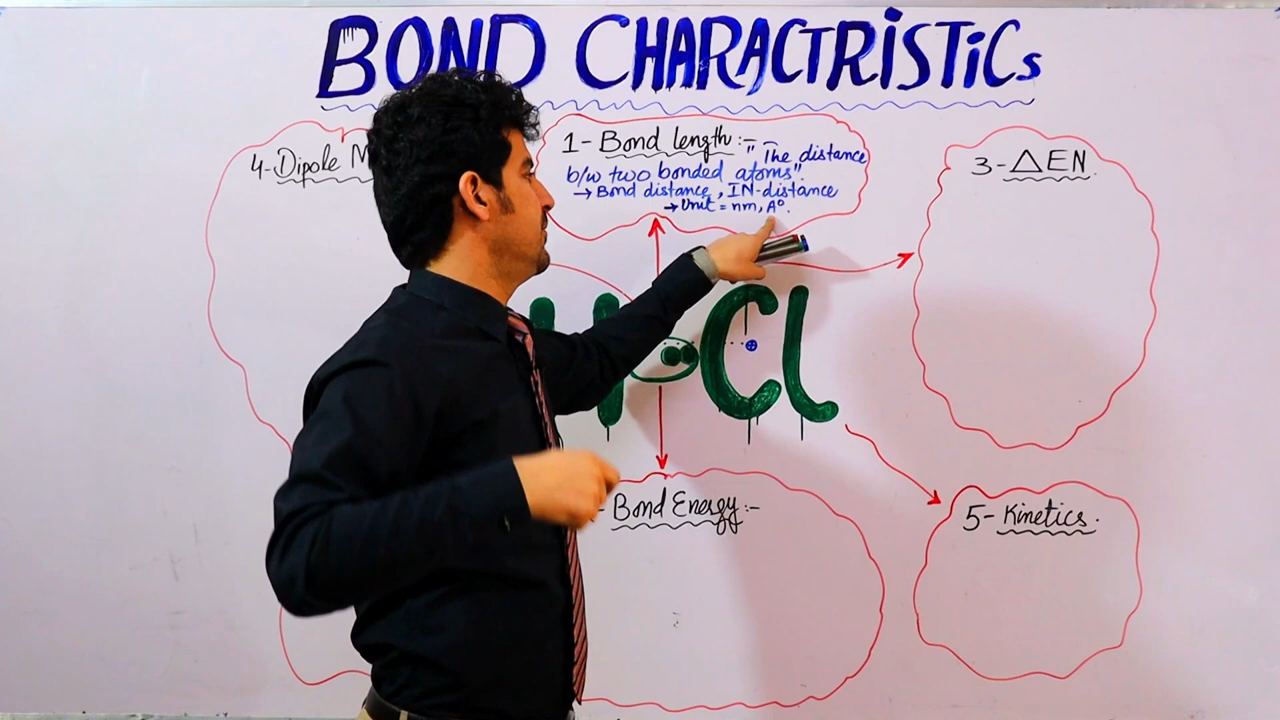 BOND CHARACTRiSTiCs
4-Dipole M
1-Bond length:-
"The distance
b/w two bonded atoms".
→ Bond distance, IN-distance
→ Unit = nm, A°.
3-ΔEN
Cl
- Bond Energy:-
5- Kinetics.